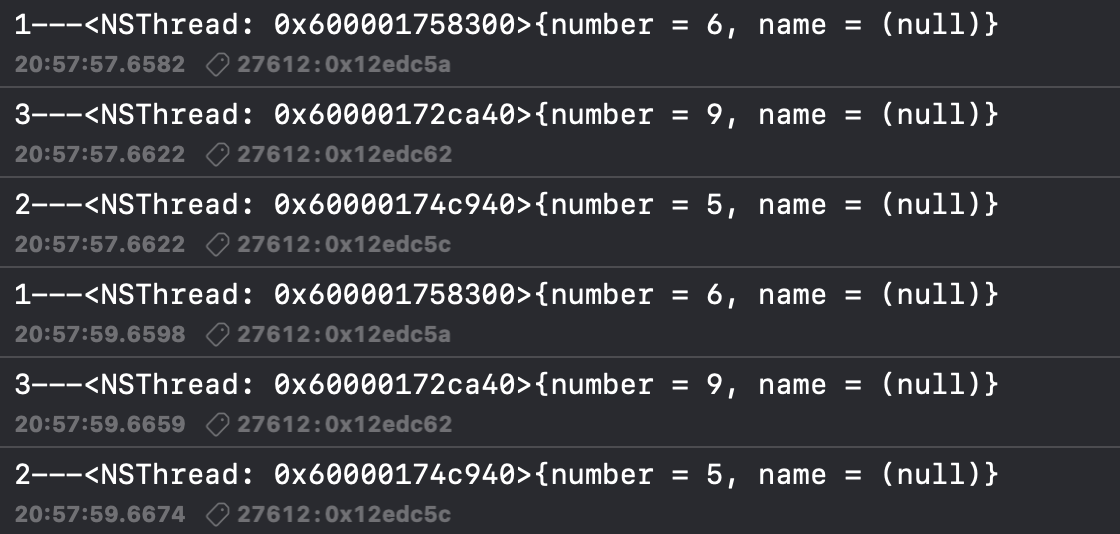 1---<NSThread: 0x600001758300>{number = 6, name = (null)}
20:57:57.6582 27612:0x12edc5a
3---<NSThread: 0x60000172ca40>{number = 9, name = (null)}
20:57:57.6622 27612:0x12edc62
2---<NSThread: 0x60000174c940>{number = 5, name = (null)}
20:57:57.6622 27612:0x12edc5c
1---<NSThread: 0x600001758300>{number = 6, name = (null)}
20:57:59.6598 27612:0x12edc5a
3---<NSThread: 0x60000172ca40>{number = 9, name = (null)}
20:57:59.6659 27612:0x12edc62
2---<NSThread: 0x60000174c940>{number = 5, name = (null)}
20:57:59.6674 27612:0x12edc5c